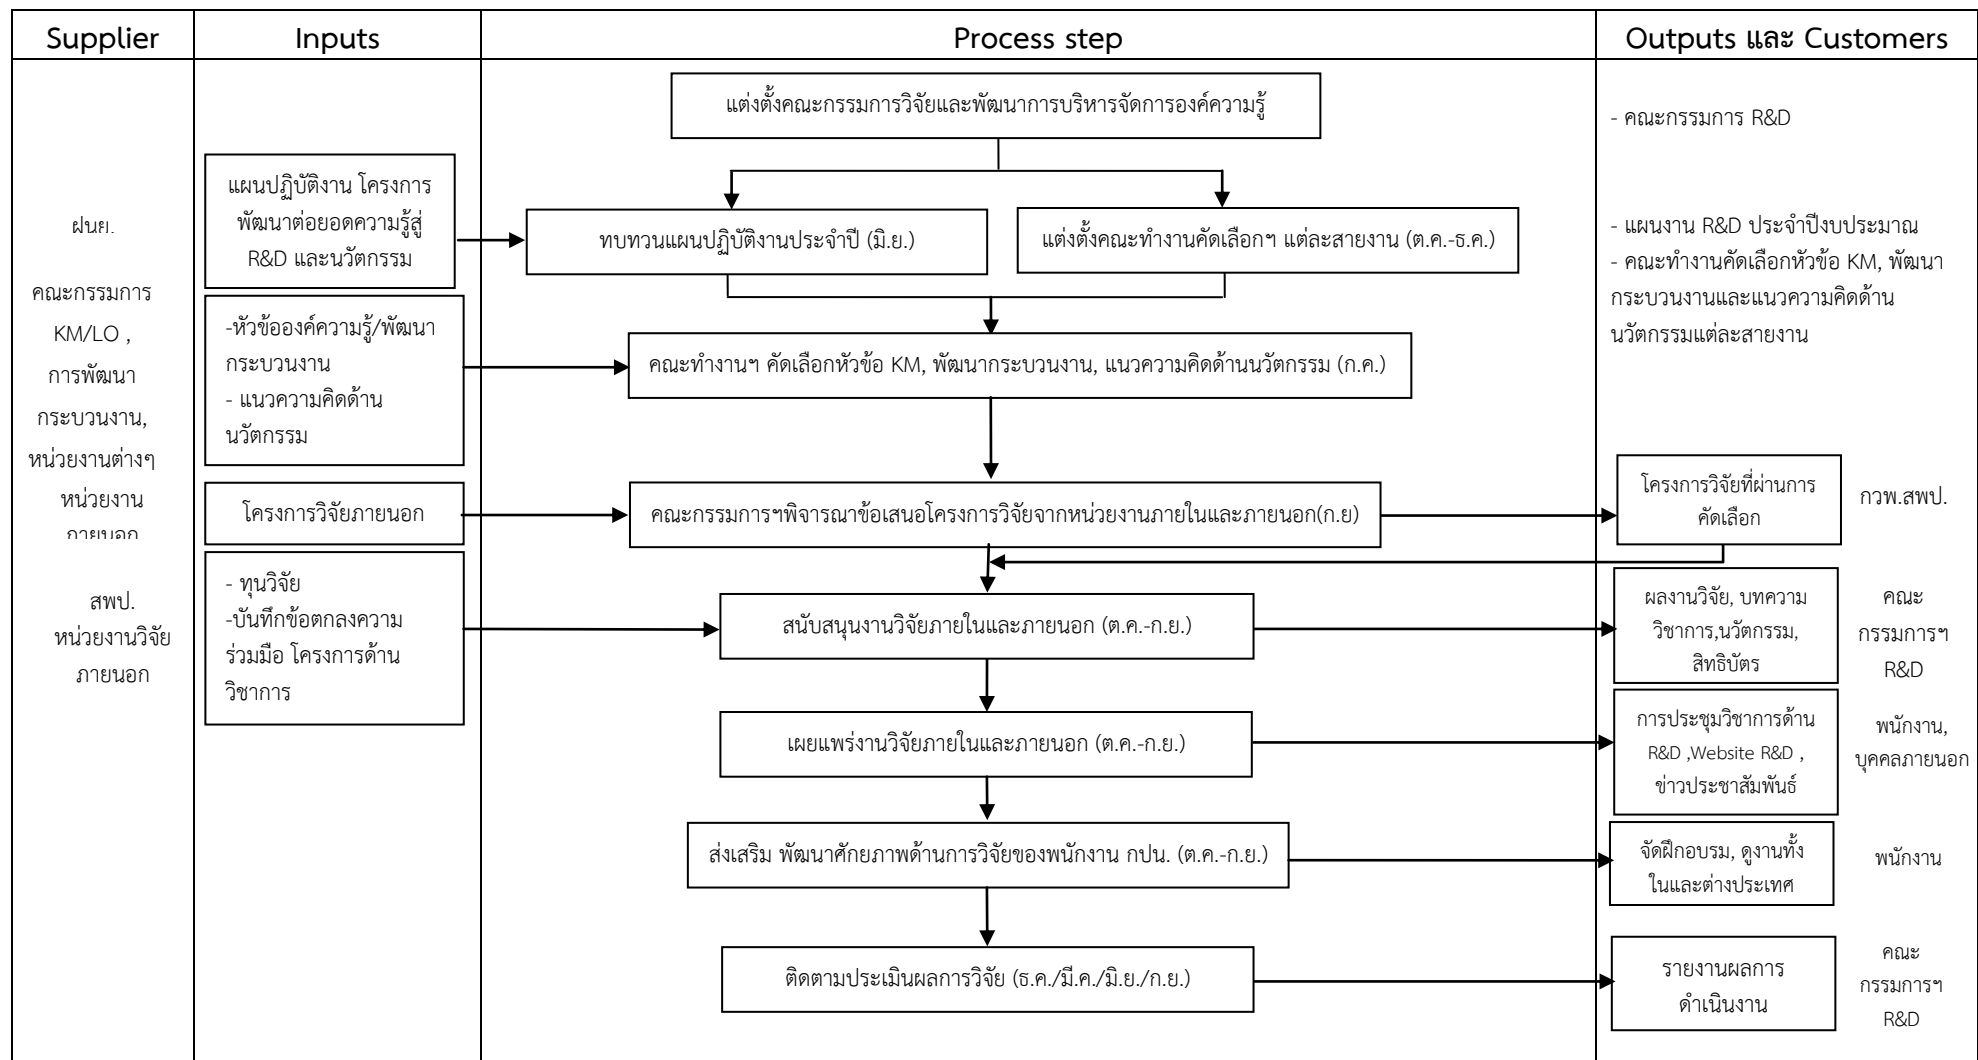 Supplier
Inputs
Process step
Outputs และ Customers
ฝนย.
คณะกรรมการ
KM/LO ,
การพัฒนา
กระบวนงาน,
หน่วยงานต่างๆ
หน่วยงาน
ภายนอก
สพป.
หน่วยงานวิจัย
ภายนอก
แผนปฏิบัติงาน โครงการ
พัฒนาต่อยอดความรู้สู่
R&D และนวัตกรรม
-หัวข้อองค์ความรู้/พัฒนา
กระบวนงาน
- แนวความคิดด้าน
นวัตกรรม
โครงการวิจัยภายนอก
- ทุนวิจัย
-บันทึกข้อตกลงความ
ร่วมมือ โครงการด้าน
วิชาการ
แต่งตั้งคณะกรรมการวิจัยและพัฒนาการบริหารจัดการองค์ความรู้
ทบทวนแผนปฏิบัติงานประจำปี (มิ.ย.)
แต่งตั้งคณะทำงานคัดเลือกฯ แต่ละสายงาน (ต.ค.-ธ.ค.)
คณะทำงานฯ คัดเลือกหัวข้อ KM, พัฒนากระบวนงาน, แนวความคิดด้านนวัตกรรม (ก.ค.)
คณะกรรมการฯพิจารณาข้อเสนอโครงการวิจัยจากหน่วยงานภายในและภายนอก(ก.ย)
สนับสนุนงานวิจัยภายในและภายนอก (ต.ค.-ก.ย.)
เผยแพร่งานวิจัยภายในและภายนอก (ต.ค.-ก.ย.)
ส่งเสริม พัฒนาศักยภาพด้านการวิจัยของพนักงาน กปน. (ต.ค.-ก.ย.)
ติดตามประเมินผลการวิจัย (ธ.ค./มี.ค./มิ.ย./ก.ย.)
- คณะกรรมการ R&D
- แผนงาน R&D ประจำปีงบประมาณ
- คณะทำงานคัดเลือกหัวข้อ KM, พัฒนา
กระบวนงานและแนวความคิดด้าน
นวัตกรรมแต่ละสายงาน
โครงการวิจัยที่ผ่านการ
คัดเลือก
กวพ.สพป.
ผลงานวิจัย, บทความ
วิชาการ,นวัตกรรม,
สิทธิบัตร
คณะ
กรรมการฯ
R&D
การประชุมวิชาการด้าน
R&D ,Website R&D ,
ข่าวประชาสัมพันธ์
พนักงาน,
บุคคลภายนอก
จัดฝึกอบรม, ดูงานทั้ง
ในและต่างประเทศ
พนักงาน
รายงานผลการ
ดำเนินงาน
คณะ
กรรมการฯ
R&D